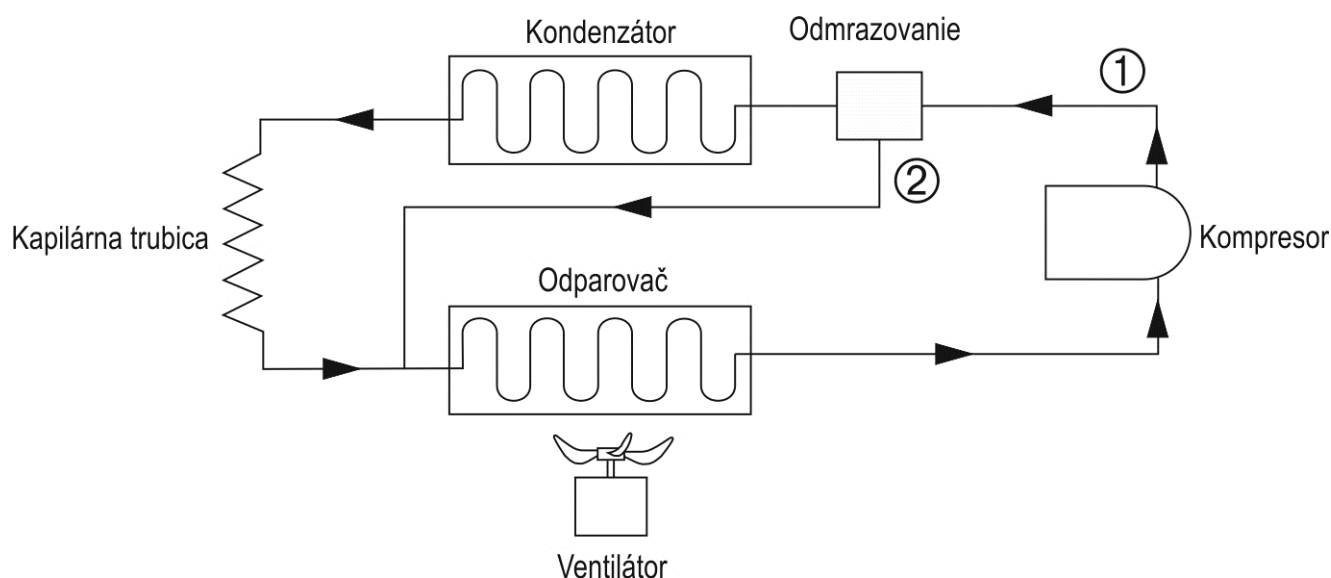 Kondenzátor
Odmrazovanie
①
②
Kapilárna trubica
Kompresor
Odparovač
Ventilátor